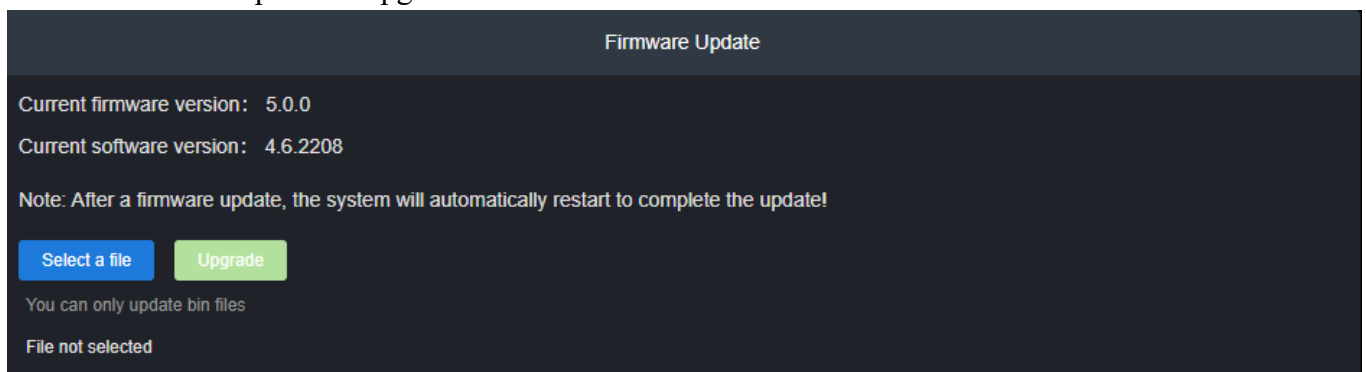 Firmware Update
Current firmware version: 5.0.0
Current software version: 4.6.2208
Note: After a firmware update, the system will automatically restart to complete the update!
Select a file Upgrade
You can only update bin files
File not selected